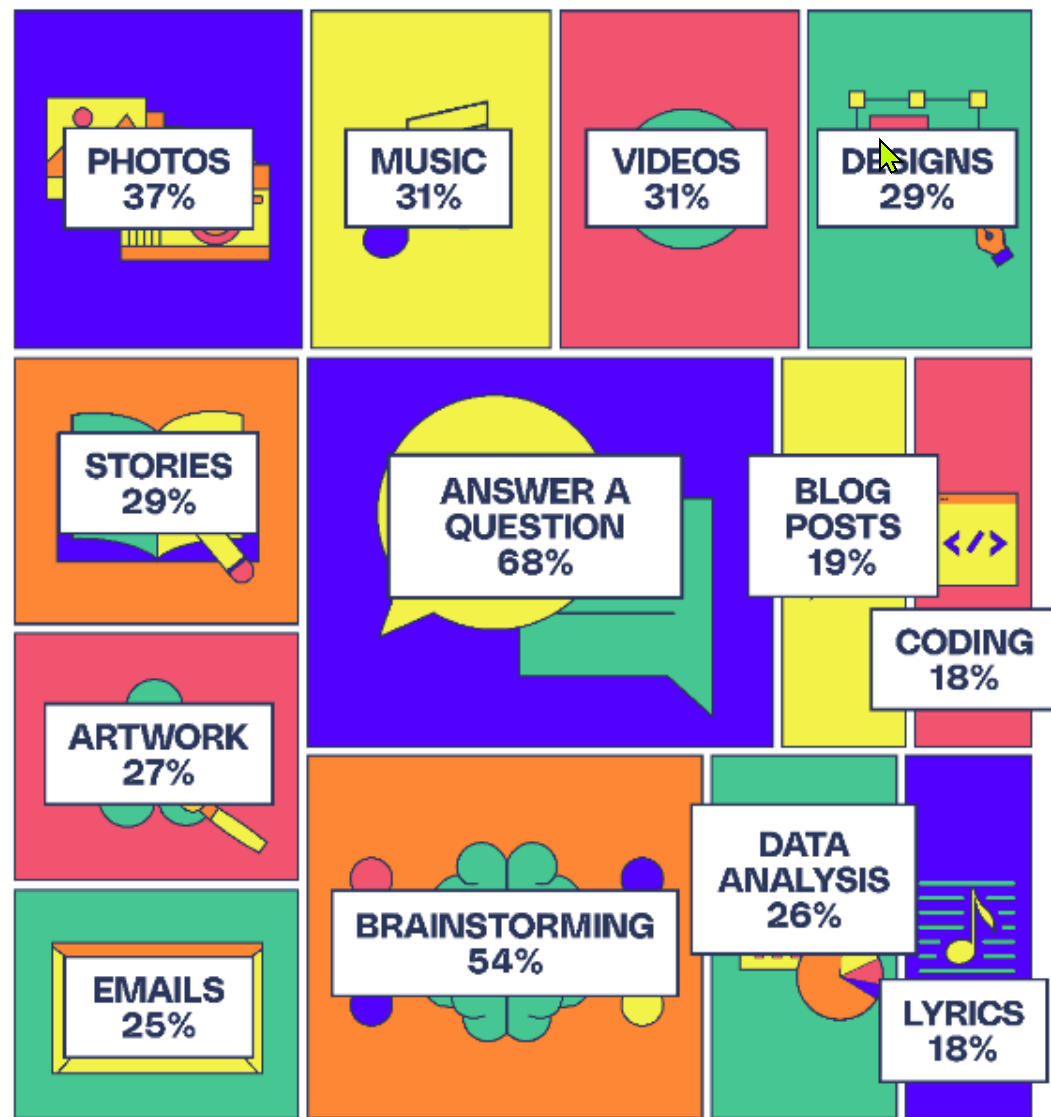 PHOTOS
37%
MUSIC
31%
VIDEOS
31%
DESIGNS
29%
STORIES
29%
ANSWER A
QUESTION
68%
BLOG
POSTS
19%
</>
CODING
18%
ARTWORK
27%
BRAINSTORMING
54%
DATA
ANALYSIS
26%
LYRICS
18%
EMAILS
25%